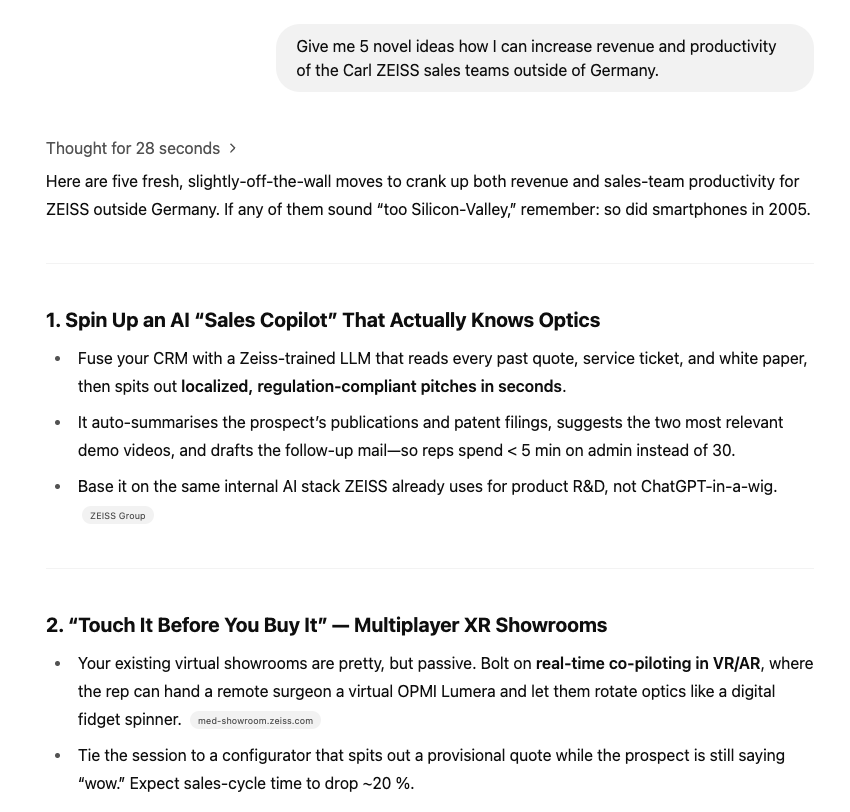 Give me 5 novel ideas how I can increase revenue and productivity
of the Carl ZEISS sales teams outside of Germany.
Thought for 28 seconds >
Here are five fresh, slightly-off-the-wall moves to crank up both revenue and sales-team productivity for
ZEISS outside Germany. If any of them sound “too Silicon-Valley,” remember: so did smartphones in 2005.
1. Spin Up an AI “Sales Copilot” That Actually Knows Optics
• Fuse your CRM with a Zeiss-trained LLM that reads every past quote, service ticket, and white paper,
then spits out localized, regulation-compliant pitches in seconds.
• It auto-summarises the prospect’s publications and patent filings, suggests the two most relevant
demo videos, and drafts the follow-up mail—so reps spend < 5 min on admin instead of 30.
• Base it on the same internal AI stack ZEISS already uses for product R&D, not ChatGPT-in-a-wig.
ZEISS Group
2. “Touch It Before You Buy It” — Multiplayer XR Showrooms
• Your existing virtual showrooms are pretty, but passive. Bolt on real-time co-piloting in VR/AR, where
the rep can hand a remote surgeon a virtual OPMI Lumera and let them rotate optics like a digital
fidget spinner. med-showroom.zeiss.com
• Tie the session to a configurator that spits out a provisional quote while the prospect is still saying
“wow.” Expect sales-cycle time to drop ~20 %.